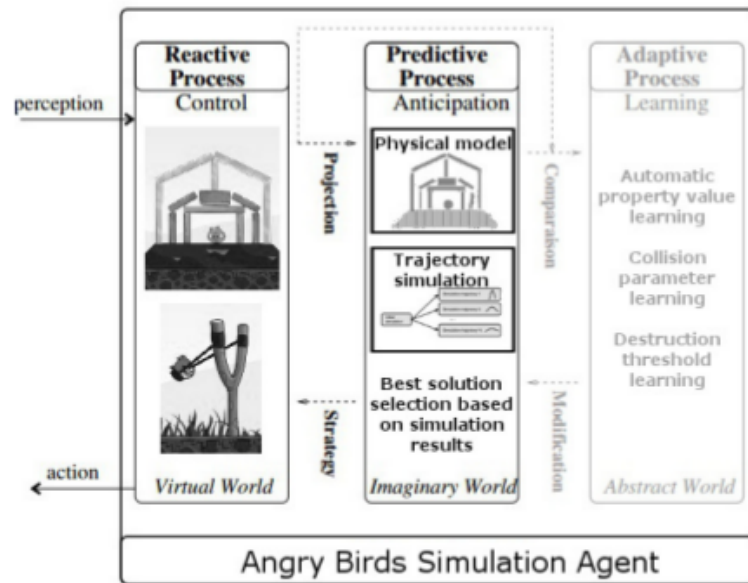 Reactive
Process
Control
perception
action
Virtual World
Projection
Strategy
Predictive
Process
Anticipation
Physical model
Trajectory
simulation
Best solution
selection based
on simulation
results
Imaginary World
Comparaison
Modification
Adaptive
Process
Learning
Automatic
property value
learning
Collision
parameter
learning
Destruction
threshold
learning
Abstract World
Angry Birds Simulation Agent